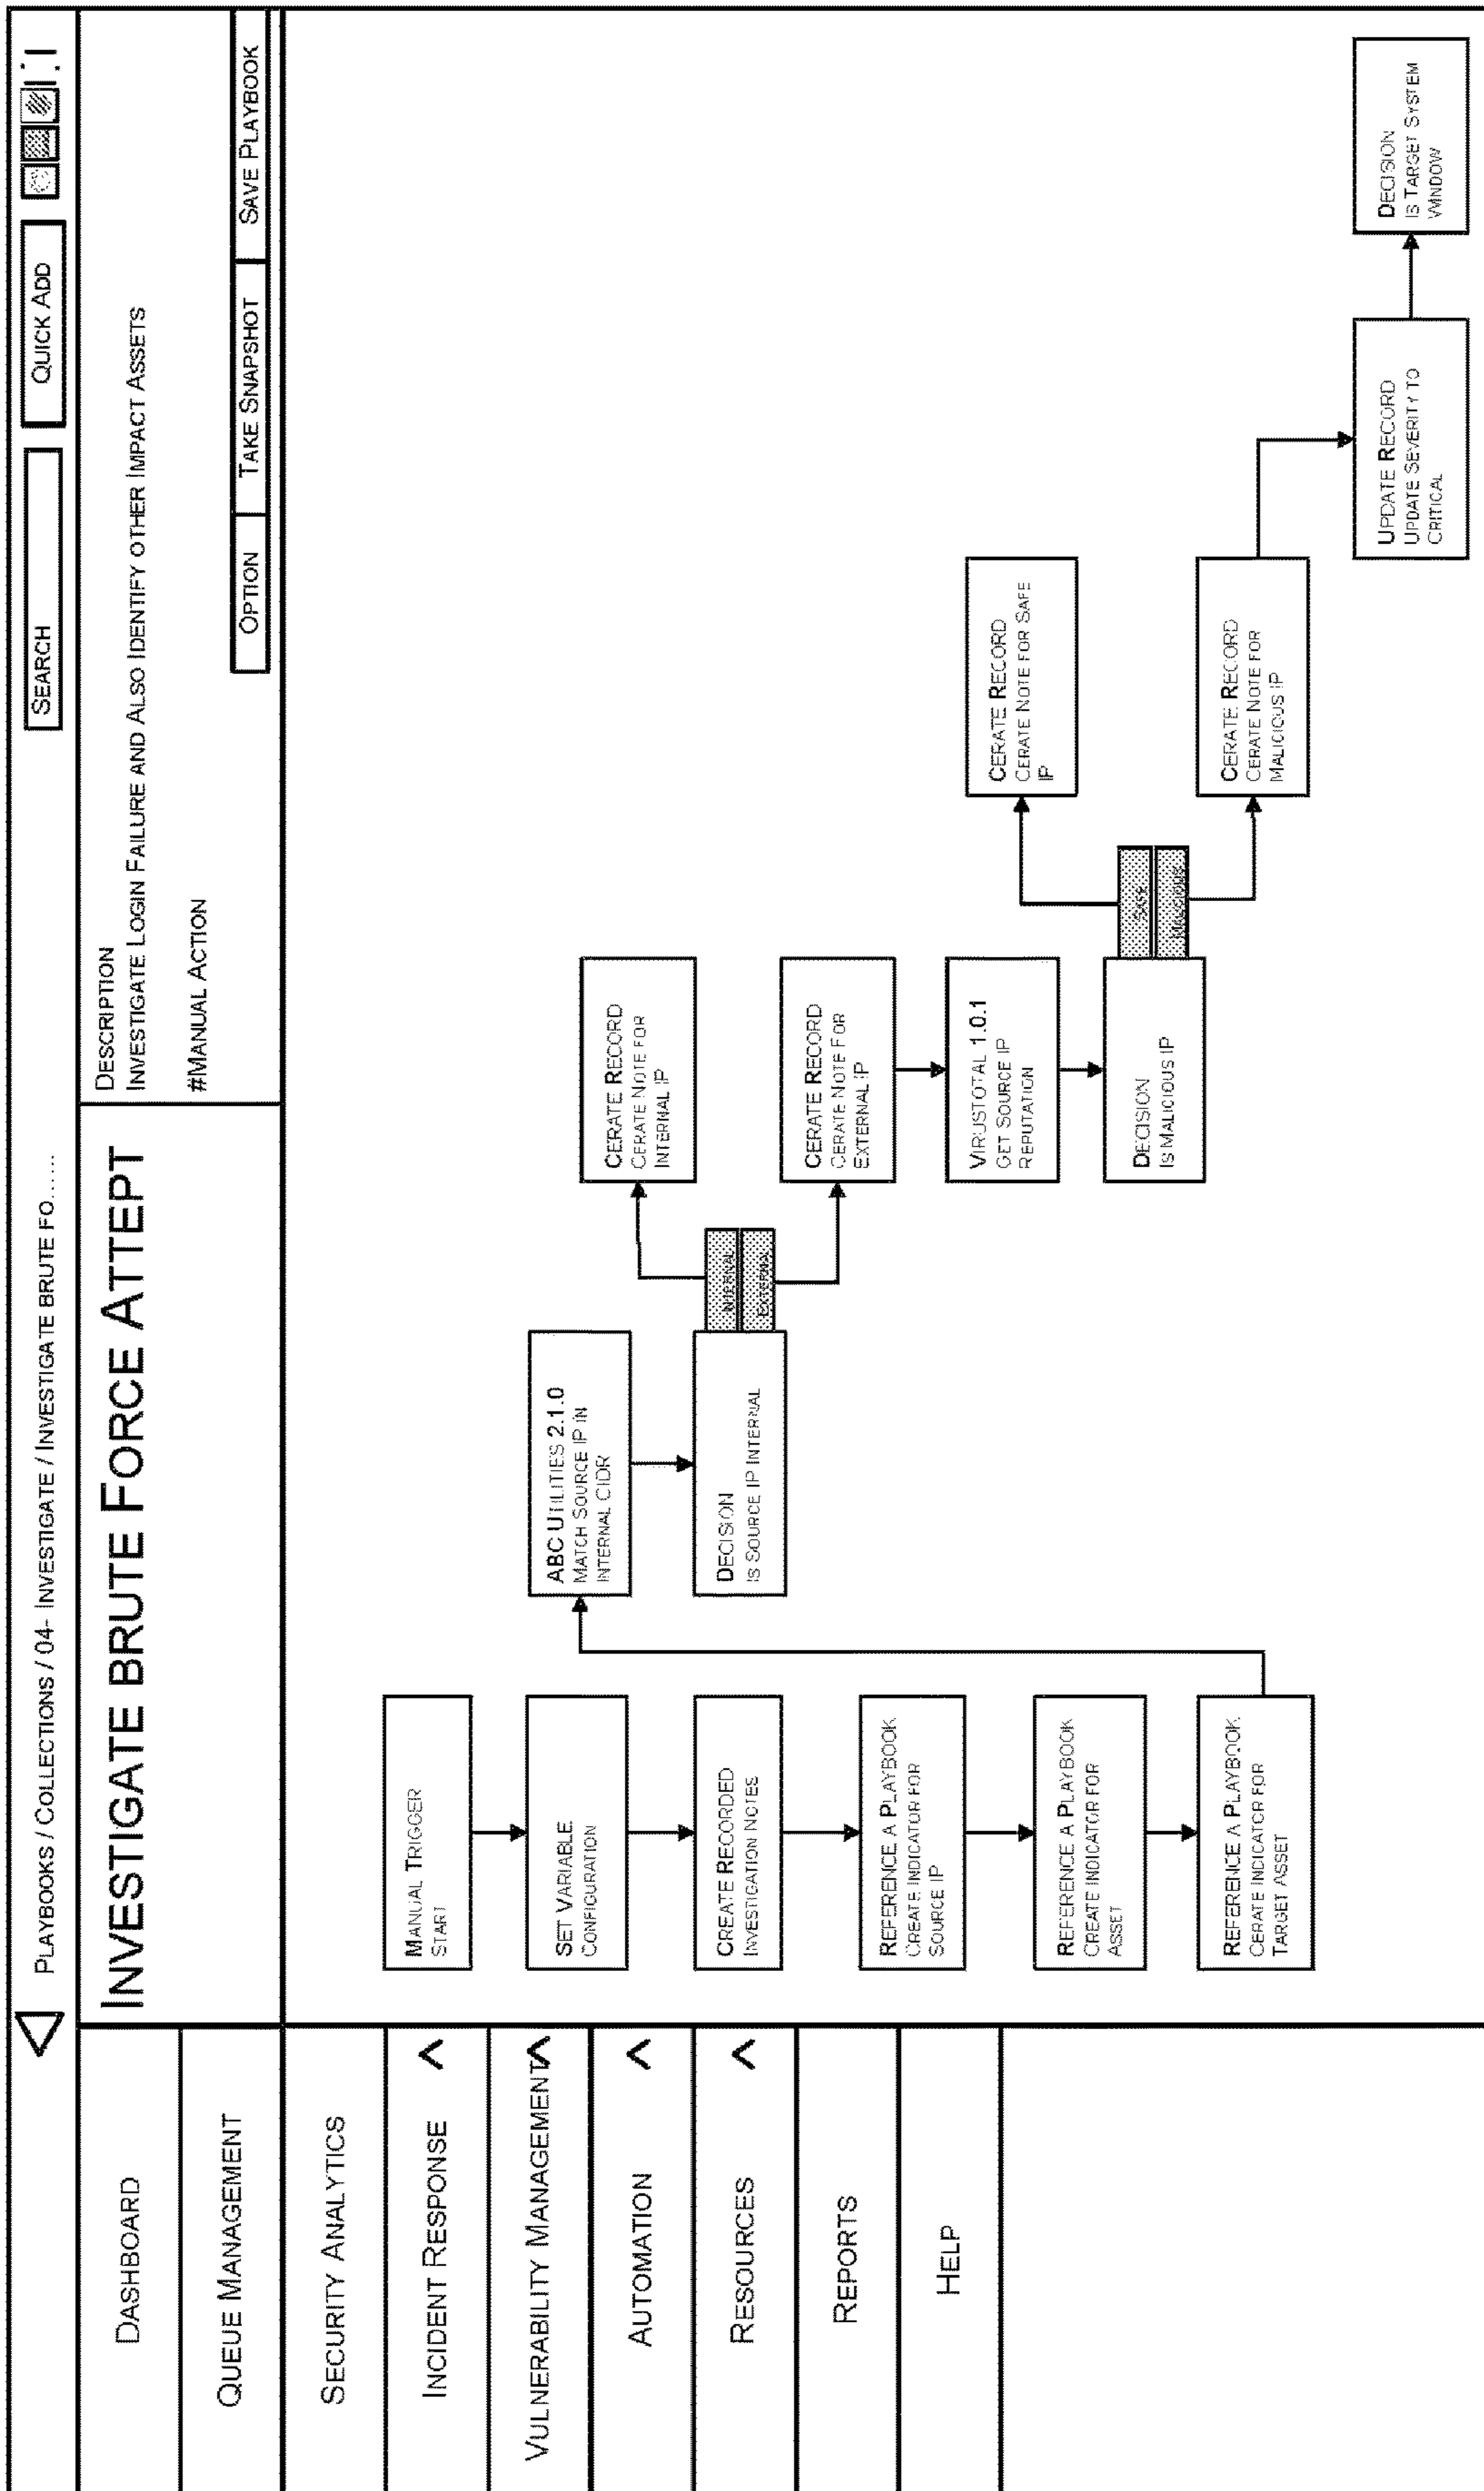 PLAYBOOKS / COLLECTIONS / 04- INVESTIGATE / INVESTIGATE BRUTE FO......
SEARCH
QUICK ADD
DASHBOARD
QUEUE MANAGEMENT
SECURITY ANALYTICS
INCIDENT RESPONSE
VULNERABILITY MANAGEMENT
AUTOMATION
RESOURCES
REPORTS
HELP
INVESTIGATE BRUTE FORCE ATTEPT
DESCRIPTION
INVESTIGATE LOGIN FAILURE AND ALSO IDENTIFY OTHER IMPACT ASSETS
#MANUAL ACTION
OPTION
TAKE SNAPSHOT
SAVE PLAYBOOK
MANUAL TRIGGER
START
SET VARIABLE
CONFIGURATION
CREATE RECORDED
INVESTIGATION NOTES
REFERENCE A PLAYBOOK
CREATE INDICATOR FOR
SOURCE IP
REFERENCE A PLAYBOOK
CREATE INDICATOR FOR
ASSET
REFERENCE A PLAYBOOK
CERATE INDICATOR FOR
TARGET ASSET
ABC UTILITIES 2.1.0
MATCH SOURCE IP IN
INTERNAL CIDR
DECISION
IS SOURCE IP INTERNAL
INTERNAL
EXTERNAL
CERATE RECORD
CERATE NOTE FOR
INTERNAL IP
CERATE RECORD
CERATE NOTE FOR
EXTERNAL IP
VIRUSTOTAL 1.0.1
GET SOURCE IP
REPUTATION
DECISION
IS MALICIOUS IP
SAFE
MALICIOUS
CERATE RECORD
CERATE NOTE FOR SAFE
IP
CERATE RECORD
CERATE NOTE FOR
MALICIOUS IP
UPDATE RECORD
UPDATE SEVERITY TO
CRITICAL
DECISION
IS TARGET SYSTEM
WINDOW